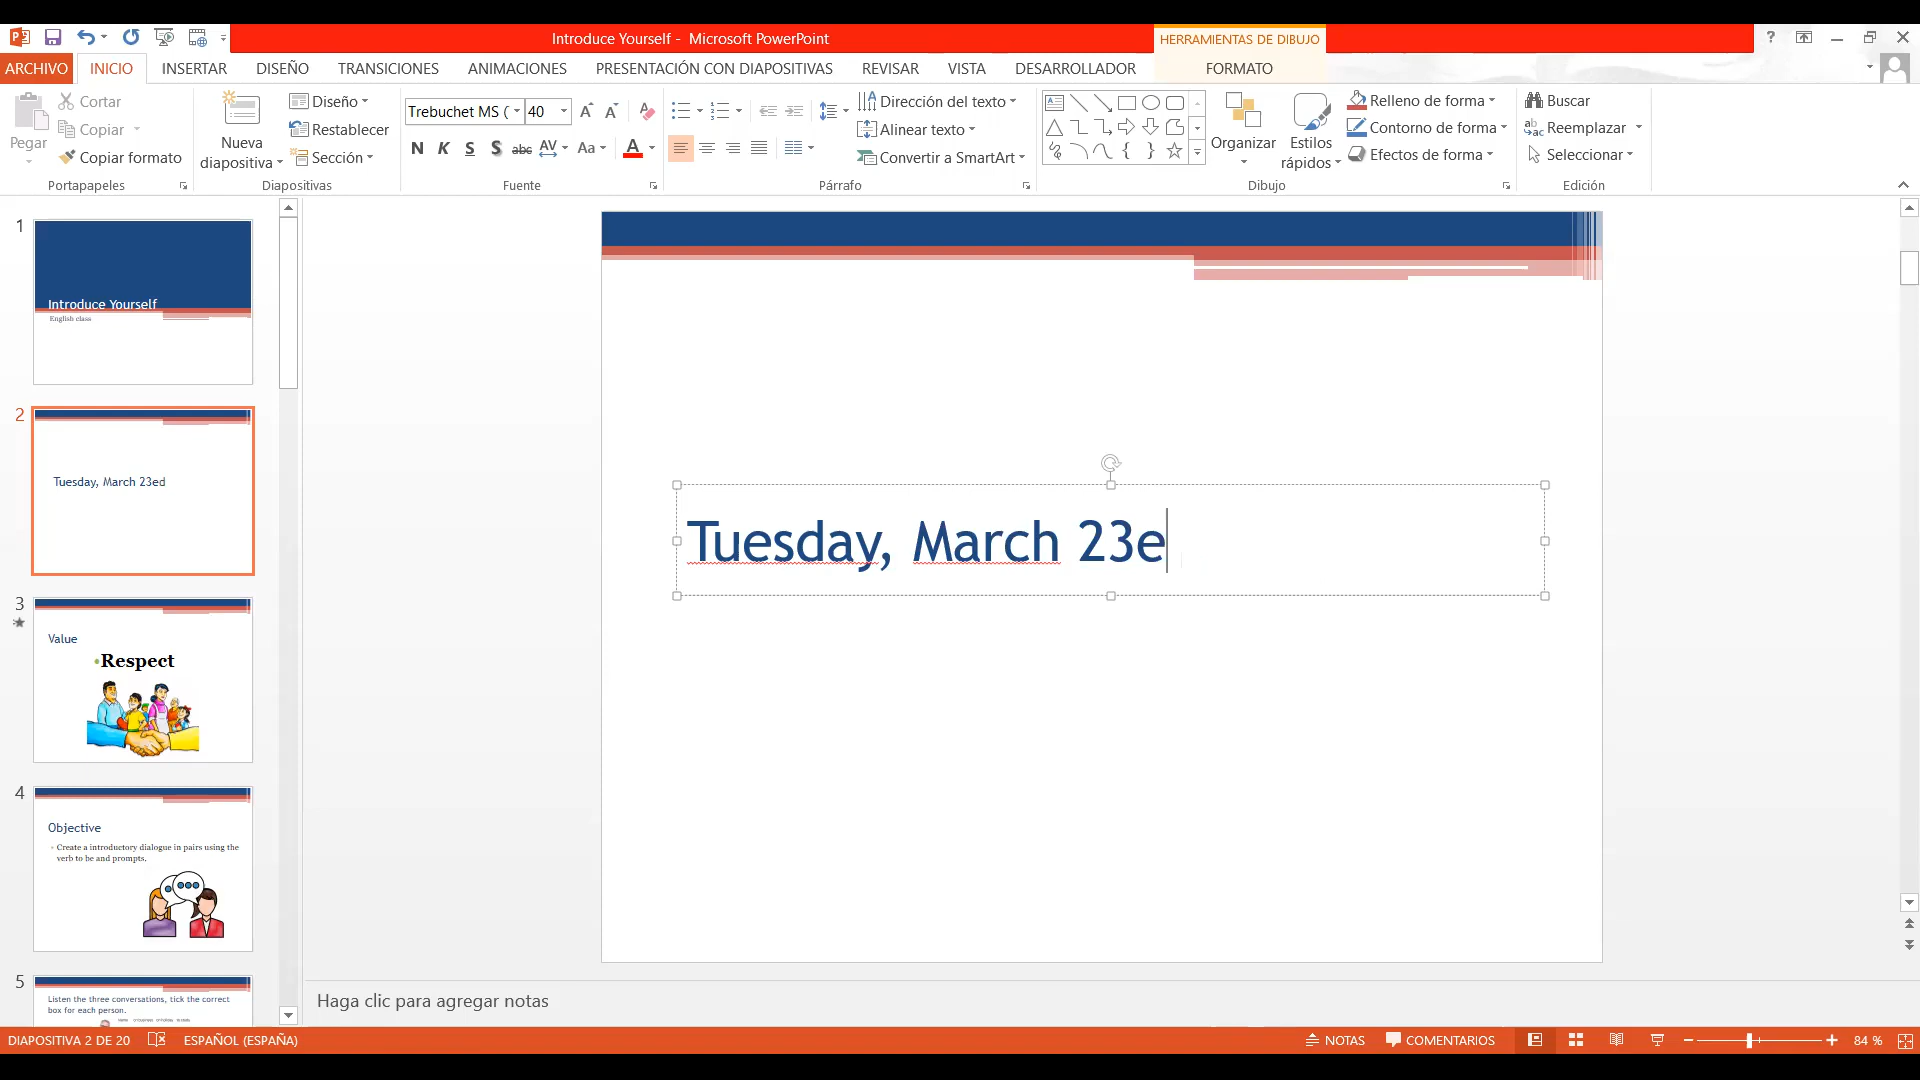 Introduce Yourself - Microsoft PowerPoint
HERRAMIENTAS DE DIBUJO
?
ARCHIVO INICIO INSERTAR DISEÑO TRANSICIONES ANIMACIONES PRESENTACIÓN CON DIAPOSITIVAS REVISAR VISTA DESARROLLADOR FORMATO
Pegar
Cortar
Copiar
Copiar formato
Portapapeles
Nueva
diapositiva
Diseño
Restablecer
Sección
Diapositivas
Trebuchet MS ( 40
N K S S abc AV Aa A
Fuente
Dirección del texto
Alinear texto
Convertir a SmartArt
Párrafo
Organizar
Estilos
rápidos
Relleno de forma
Contorno de forma
Efectos de forma
Dibujo
Buscar
Reemplazar
Seleccionar
Edición
1
Introduce Yourself
English class
2
Tuesday, March 23ed
3
Value
•Respect
4
Objective
Create a introductory dialogue in pairs using the
verb to be and prompts.
5
Listen the three conversations, tick the correct
box for each person.
Tuesday, March 23e
Haga clic para agregar notas
DIAPOSITIVA 2 DE 20 ESPAÑOL (ESPAÑA) NOTAS COMENTARIOS 84 %